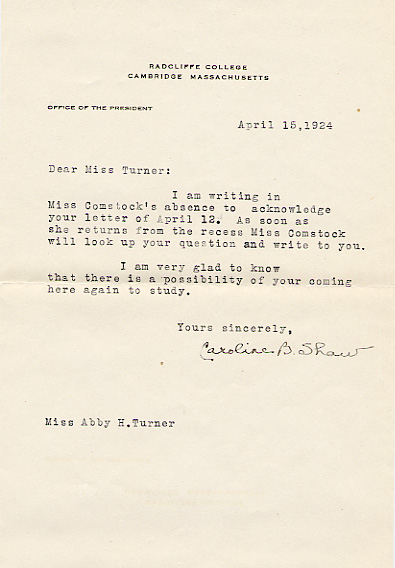 RADCLIFFE COLLEGE
CAMBRIDGE MASSACHUSETTS
OFFICE OF THE PRESIDENT
April 15,1924
Dear Miss Turner:
I am writing in
Miss Comstock's absence to acknowledge
your letter of April 12. As soon as
she returns from the recess Miss Comstock
will look up your question and write to you.
I am very glad to know
that there is a possibility of your coming
here again to study.
Yours sincerely,
Caroline B. Shaw
Miss Abby H.Turner